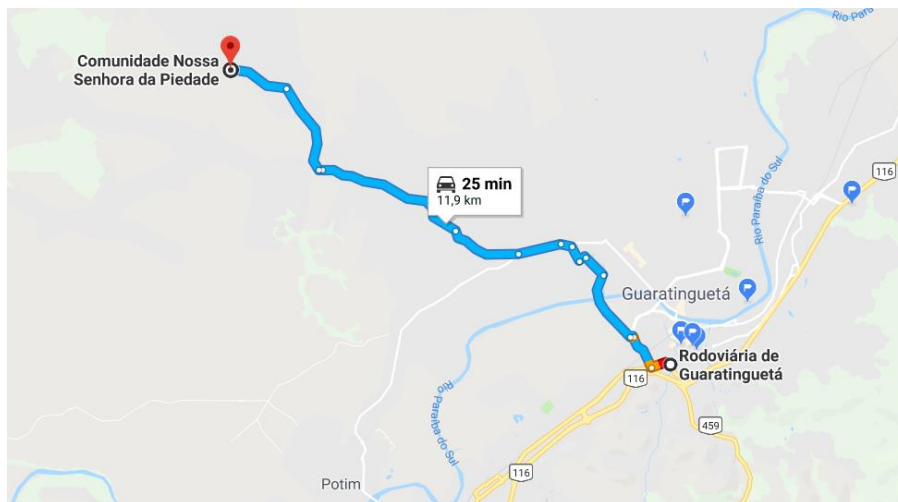 Rio Pa
Comunidade Nossa
Senhora da Piedade
116
25 min
11,9 km
Rio Paraíba do Sul
Guaratinguetá
Rodoviária de
Guaratinguetá
116
Rio
Paraíba do Sul
459
116
Potim